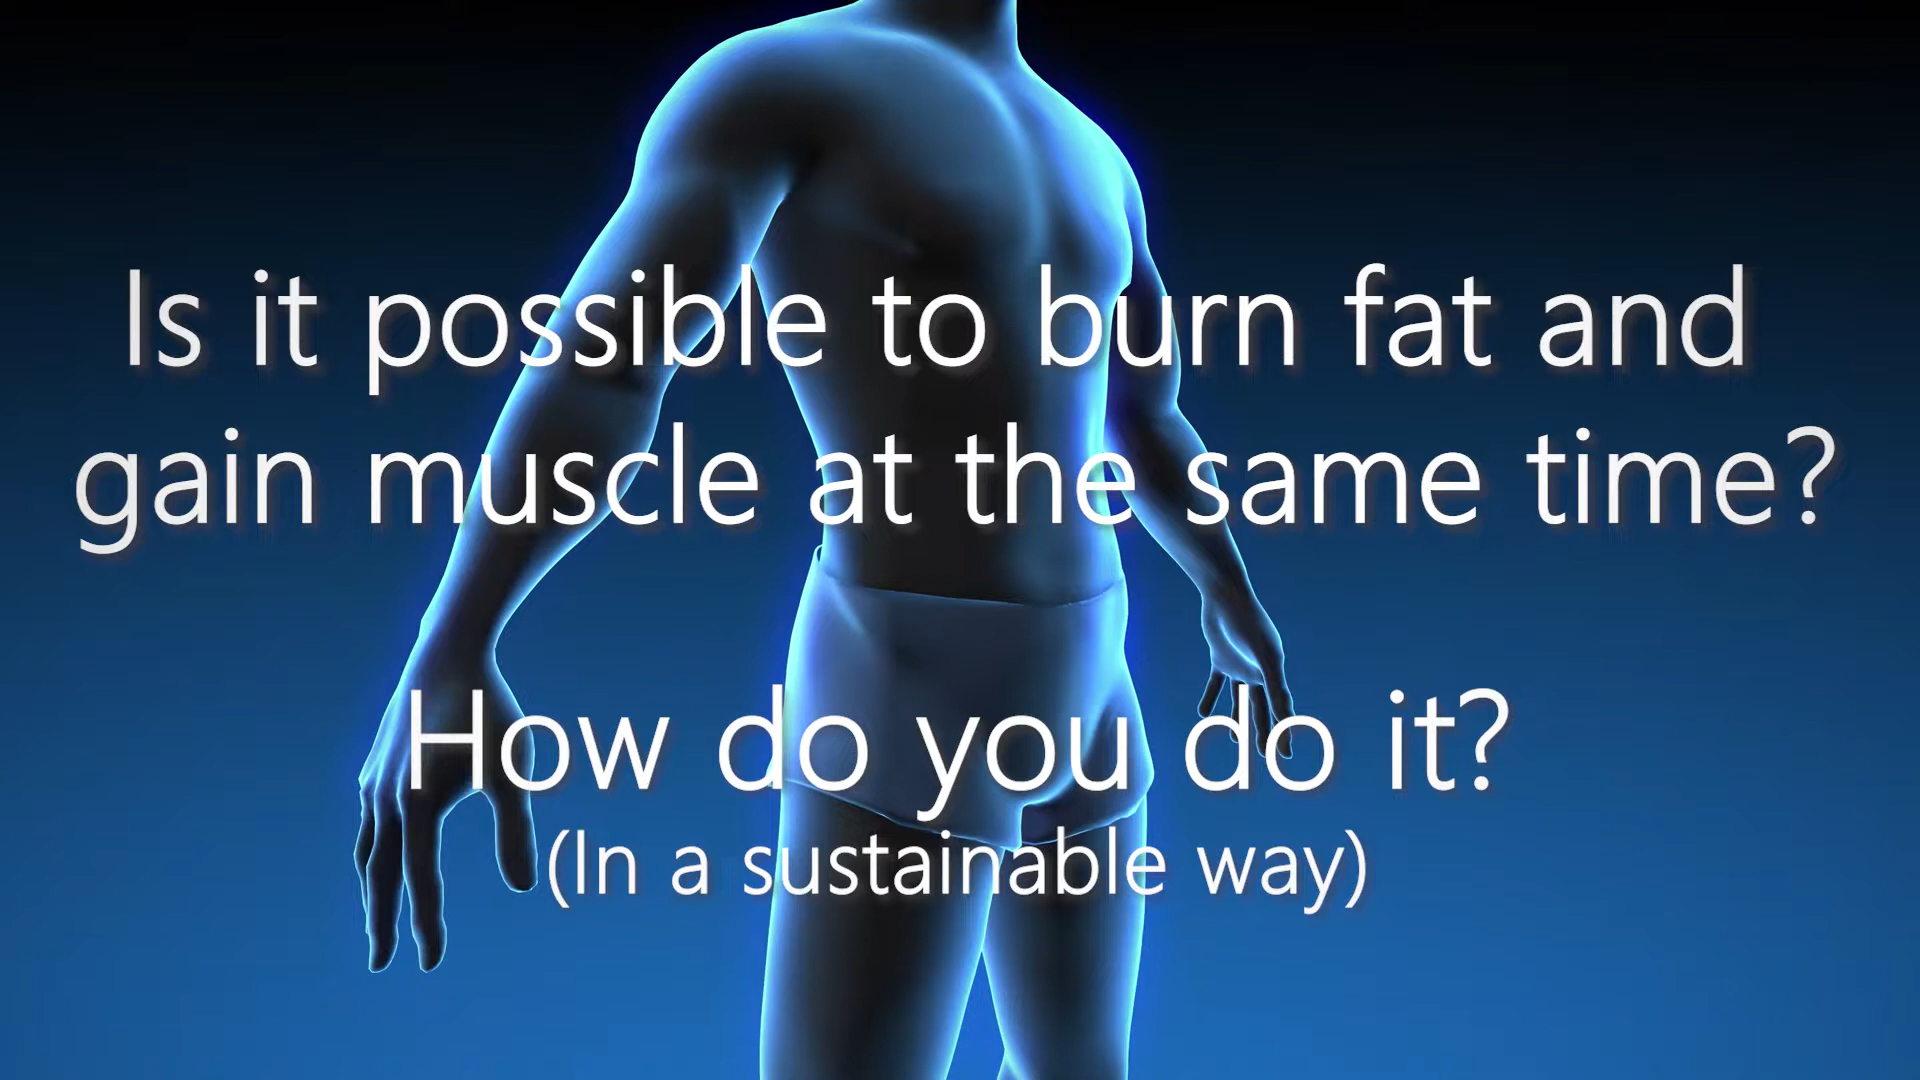 Is it possible to burn fat and
gain muscle at the same time?
How do you do it?
(In a sustainable way)